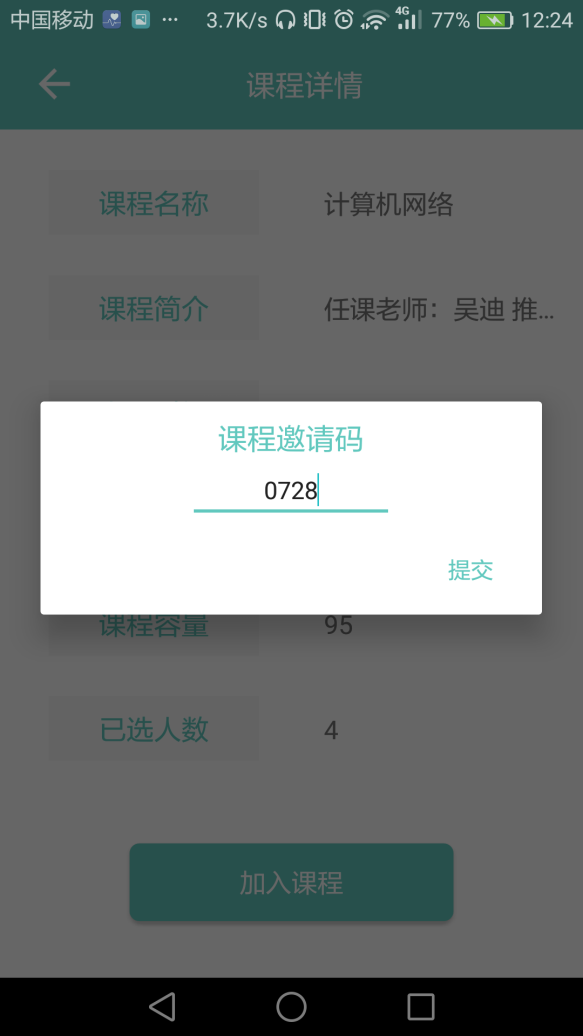 中国移动 ··· 3.7K/s 4G 77% 12:24
课程详情
课程名称 计算机网络
课程简介 任课老师：吴迪 推...
课程邀请码
0728
提交
课程容量 95
已选人数 4
加入课程